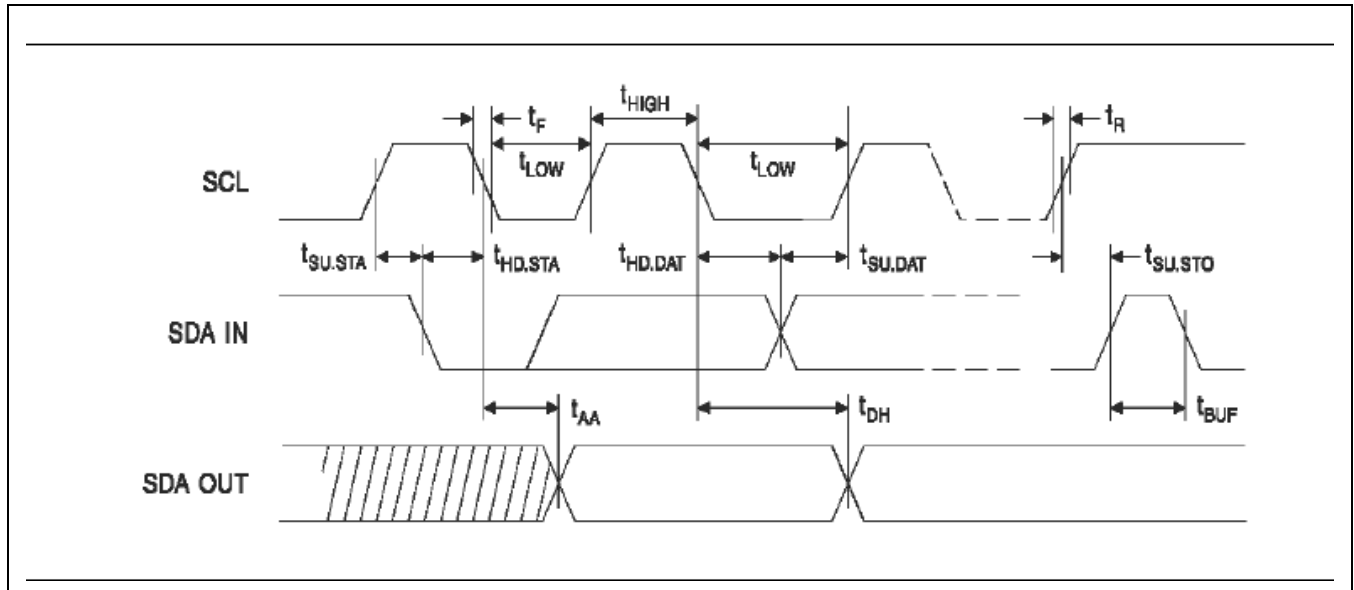 tHIGH
tF
tR
tLOW
tLOW
SCL
tSU.STA
tHD.STA
tHD.DAT
tSU.DAT
tSU.STO
SDA IN
tAA
tDH
tBUF
SDA OUT